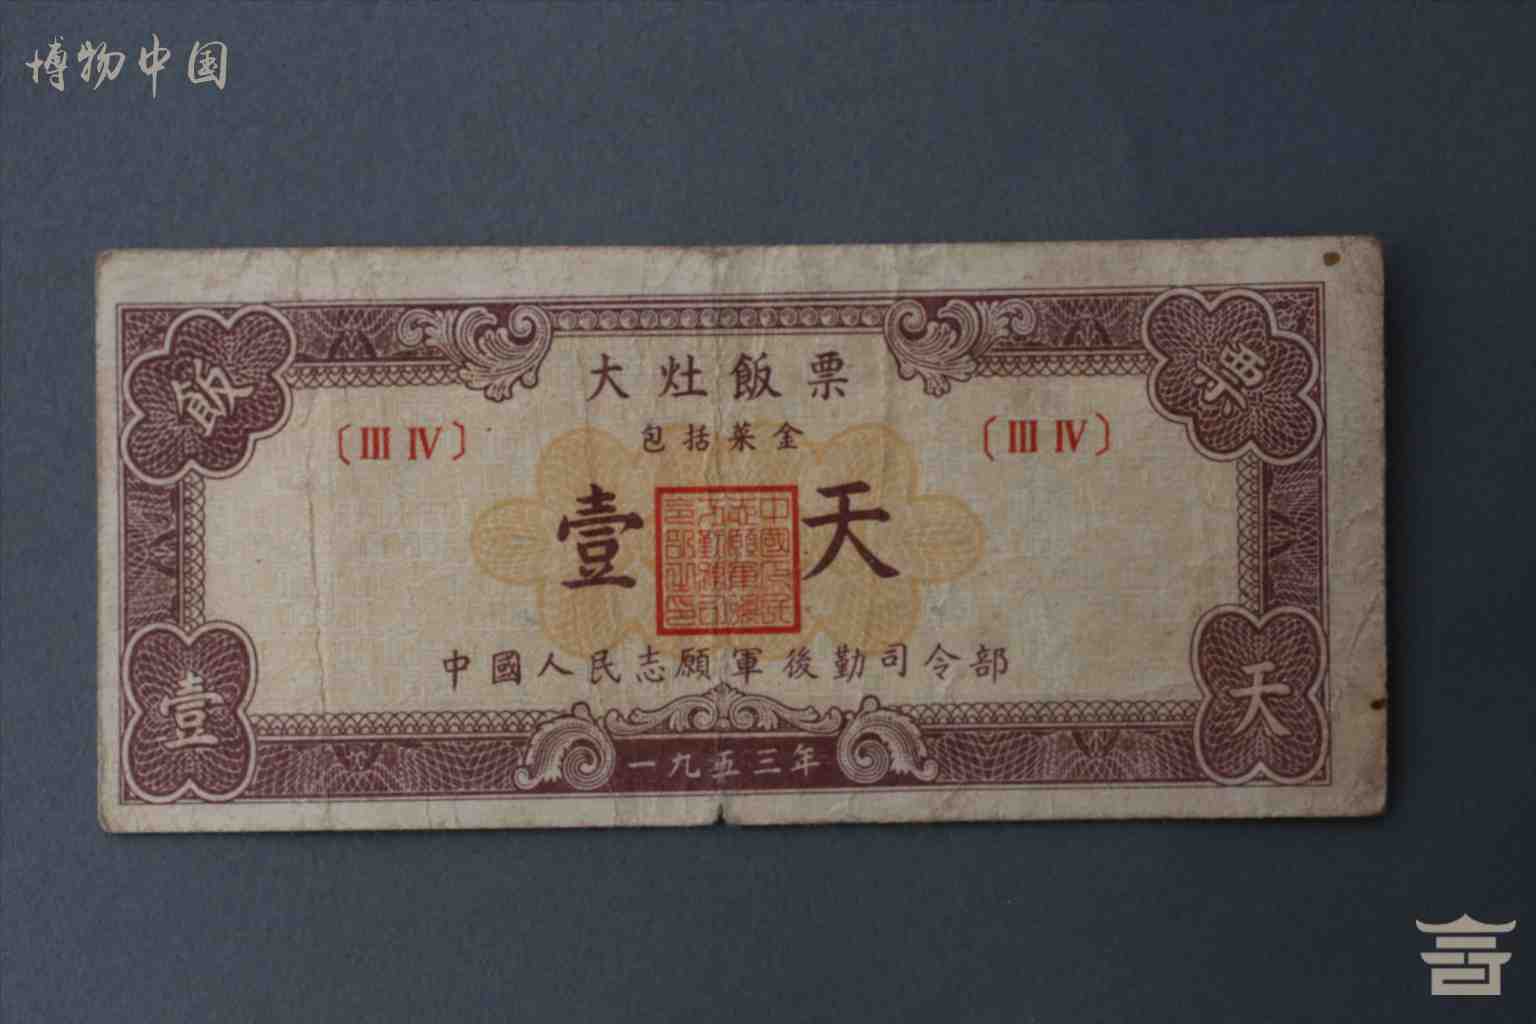 博物中国
飯
票
大灶飯票
〔III IV〕
包括菜金
〔III IV〕
壹 天
中國人民志願軍後勤司令部
壹
天
一九五三年